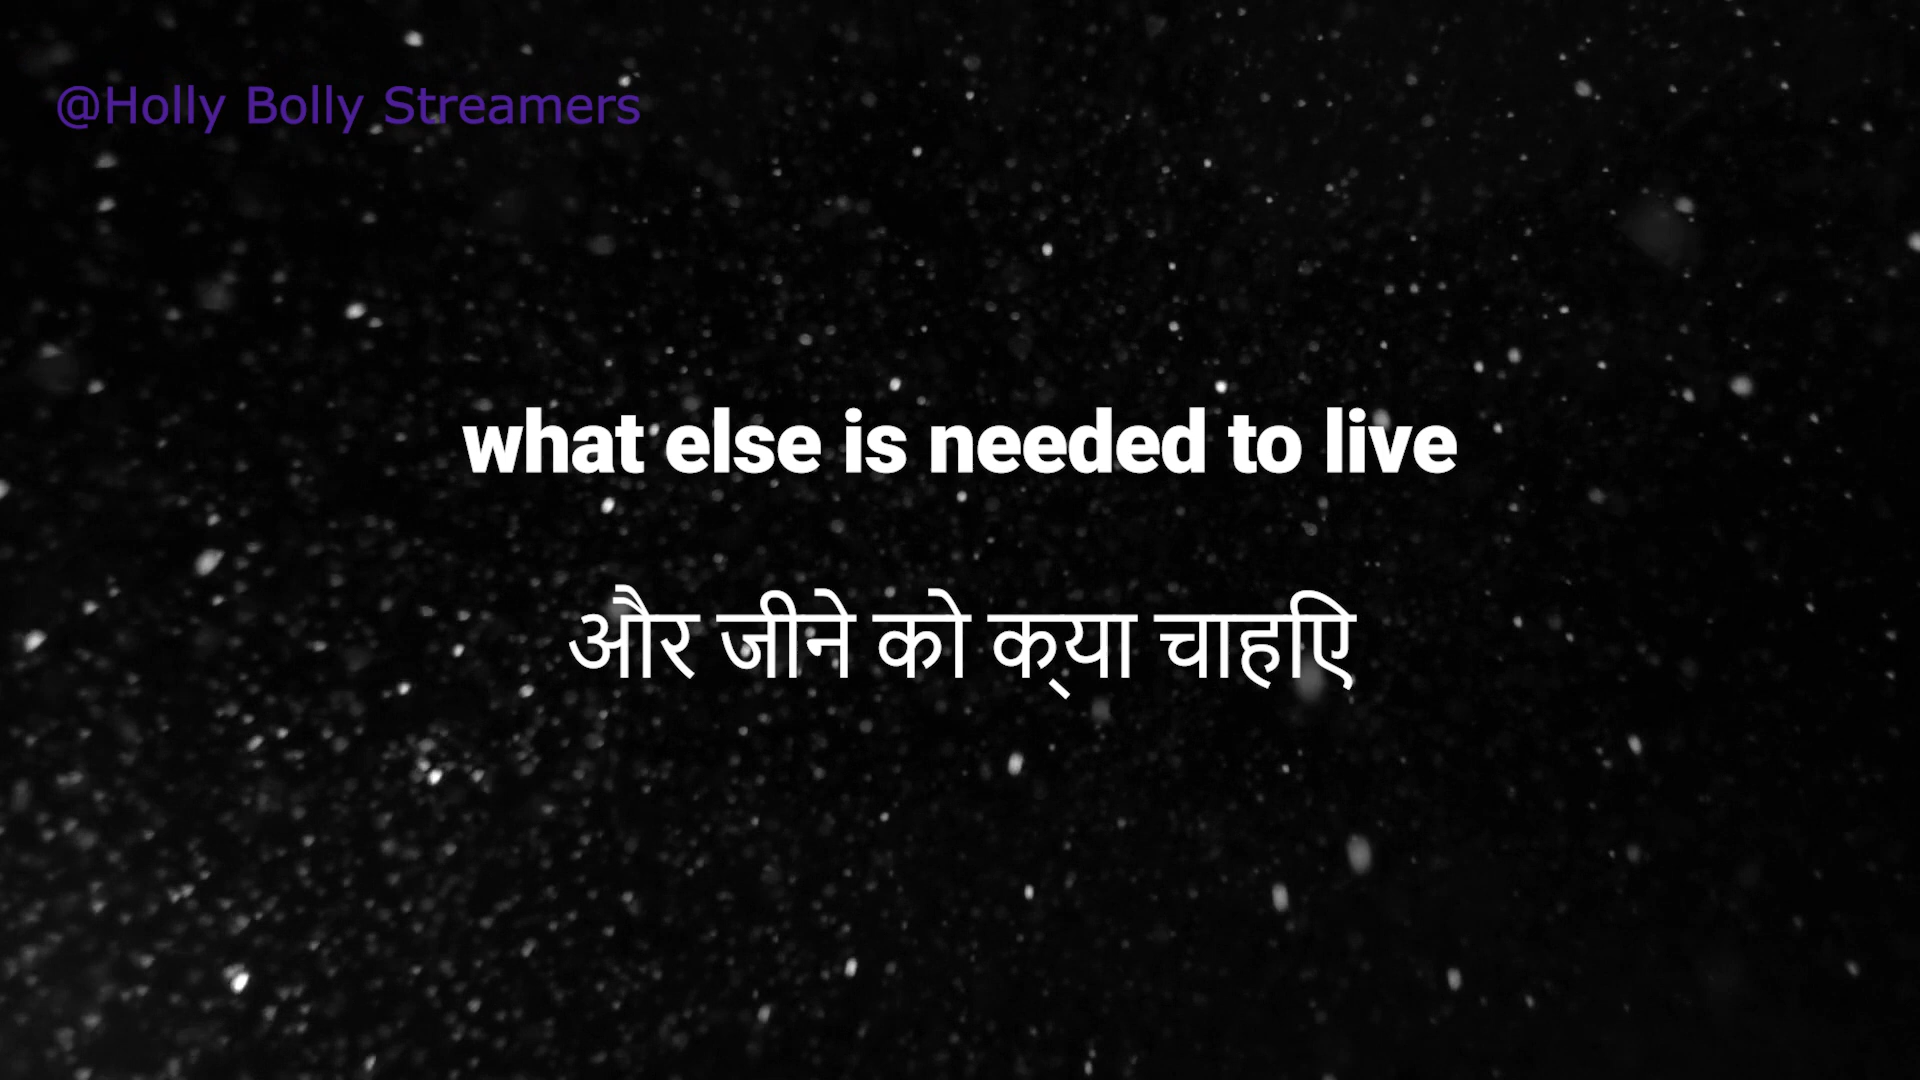 @Holly Bolly Streamers
what else is needed to live
और जीने को क्या चाहिए